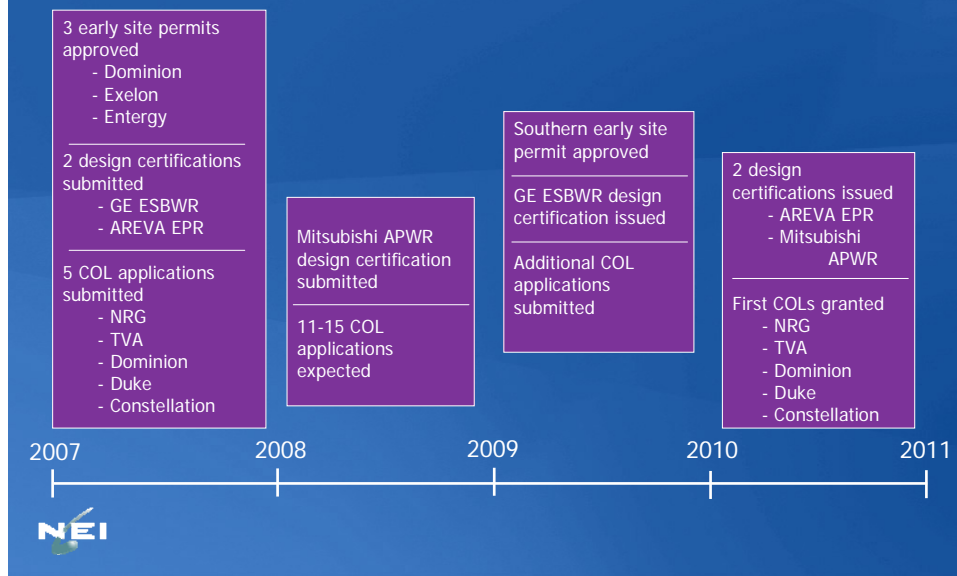 3 early site permits
approved
- Dominion
- Exelon
- Entergy
2 design certifications
submitted
- GE ESBWR
- AREVA EPR
5 COL applications
submitted
- NRG
- TVA
- Dominion
- Duke
- Constellation
Mitsubishi APWR
design certification
submitted
11-15 COL
applications
expected
Southern early site
permit approved
GE ESBWR design
certification issued
Additional COL
applications
submitted
2 design
certifications issued
- AREVA EPR
- Mitsubishi
APWR
First COLs granted
- NRG
- TVA
- Dominion
- Duke
- Constellation
2007
2008
2009
2010
2011
NEI